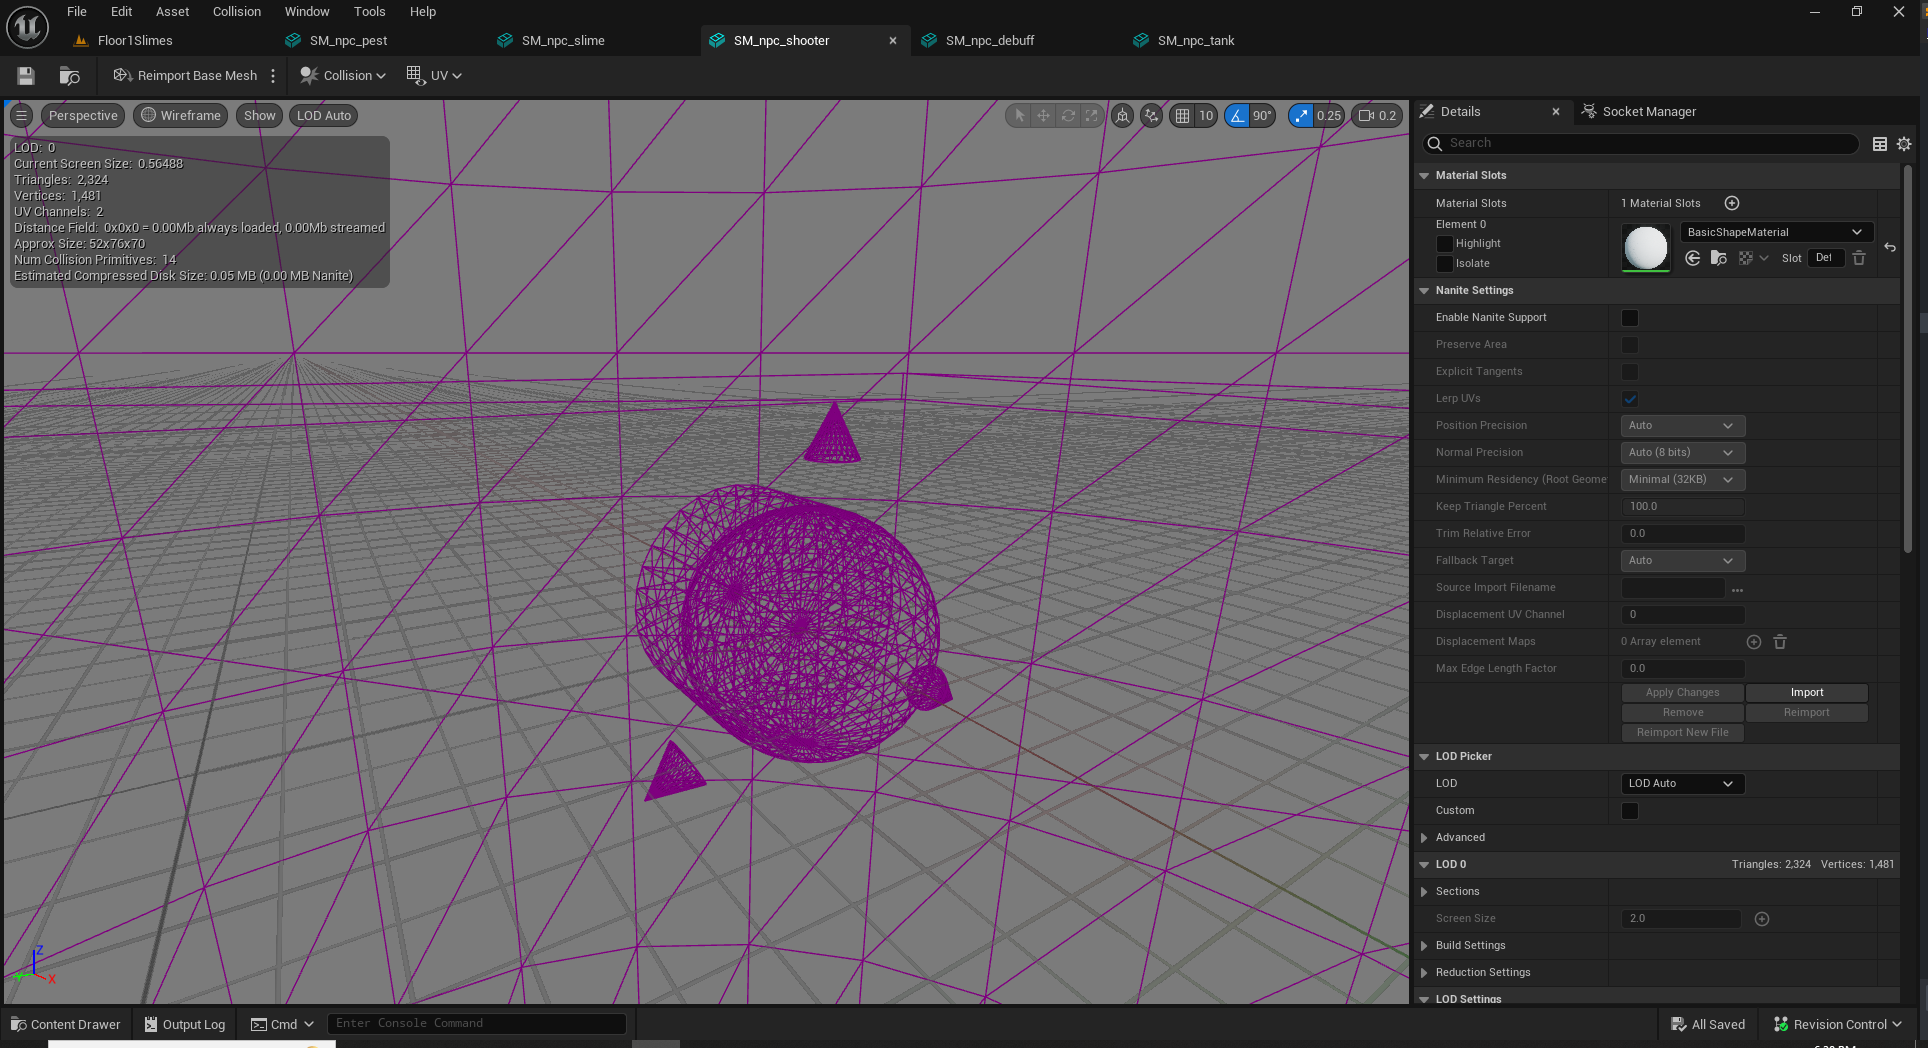 File Edit Asset Collision Window Tools Help
Floor1Slimes SM_npc_pest SM_npc_slime SM_npc_shooter SM_npc_debuff SM_npc_tank
Reimport Base Mesh Collision UV
Perspective Wireframe Show LOD Auto 10 90° 0.25 0.2
LOD: 0
Current Screen Size: 0.56488
Triangles: 2,324
Vertices: 1,481
UV Channels: 2
Distance Field: 0x0x0 = 0.00Mb always loaded, 0.00Mb streamed
Approx Size: 52x76x70
Num Collision Primitives: 14
Estimated Compressed Disk Size: 0.05 MB (0.00 MB Nanite)
Z
X
Details Socket Manager
Search
Material Slots
Material Slots 1 Material Slots
Element 0
Highlight
Isolate
BasicShapeMaterial
Slot Def
Nanite Settings
Enable Nanite Support
Preserve Area
Explicit Tangents
Lerp UVs
Position Precision Auto
Normal Precision Auto (8 bits)
Minimum Residency (Root Geome Minimal (32KB)
Keep Triangle Percent 100.0
Trim Relative Error 0.0
Fallback Target Auto
Source Import Filename ...
Displacement UV Channel 0
Displacement Maps 0 Array element
Max Edge Length Factor 0.0
Apply Changes Import
Remove Reimport
Reimport New File
LOD Picker
LOD LOD Auto
Custom
Advanced
LOD 0 Triangles: 2,324 Vertices: 1,481
Sections
Screen Size 2.0
Build Settings
Reduction Settings
LOD Settings
Content Drawer Output Log Cmd Enter Console Command All Saved Revision Control